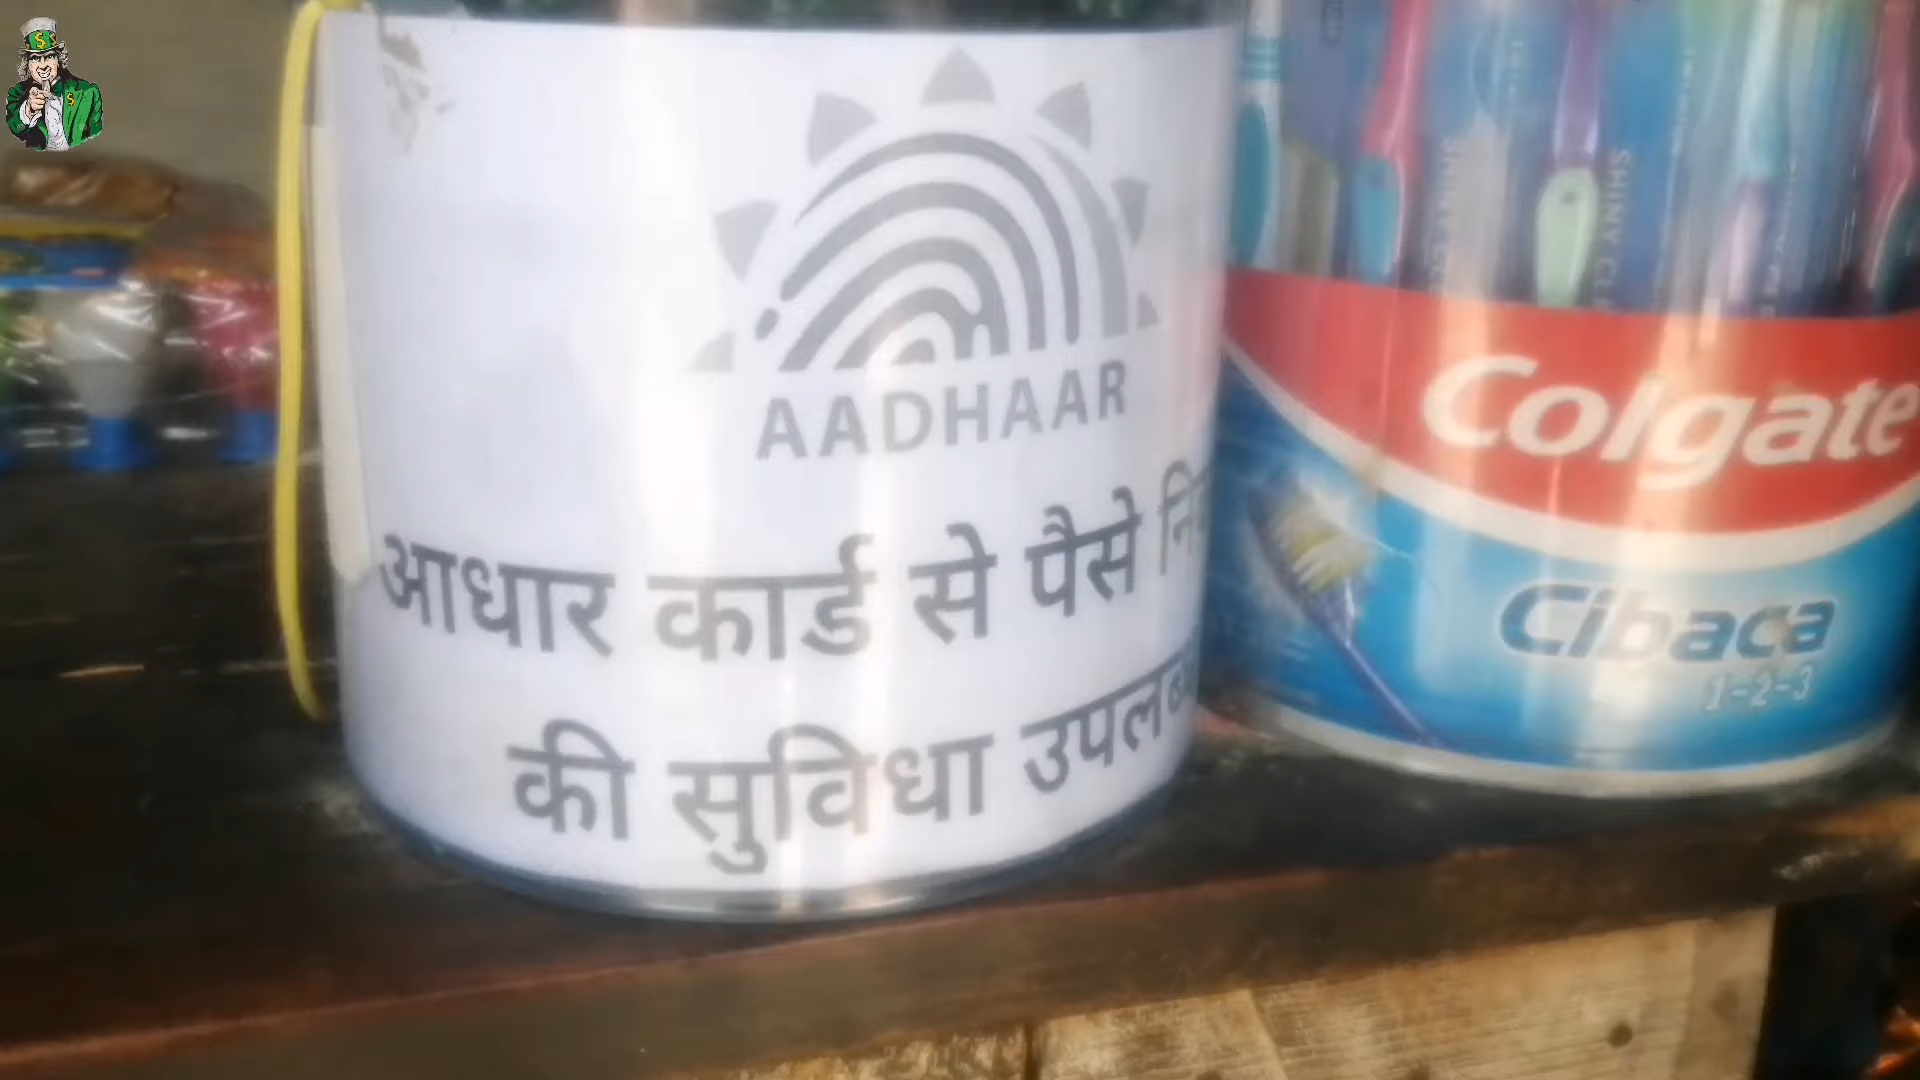 AADHAAR
आधार कार्ड से पैसे
की सुविधा
Colgate
Cibaca
1-2-3